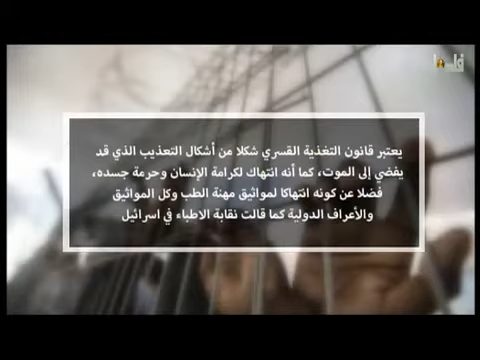 يعتبر قانون التغذية القسري شكلا من أشكال التعذيب الذي قد
يفضي إلى الموت، كما أنه انتهاك لكرامة الإنسان وحرمة جسده،
فضلا عن كونه انتهاكا لمواثيق مهنة الطب وكل المواثيق
والأعراف الدولية كما قالت نقابة الاطباء في اسرائيل